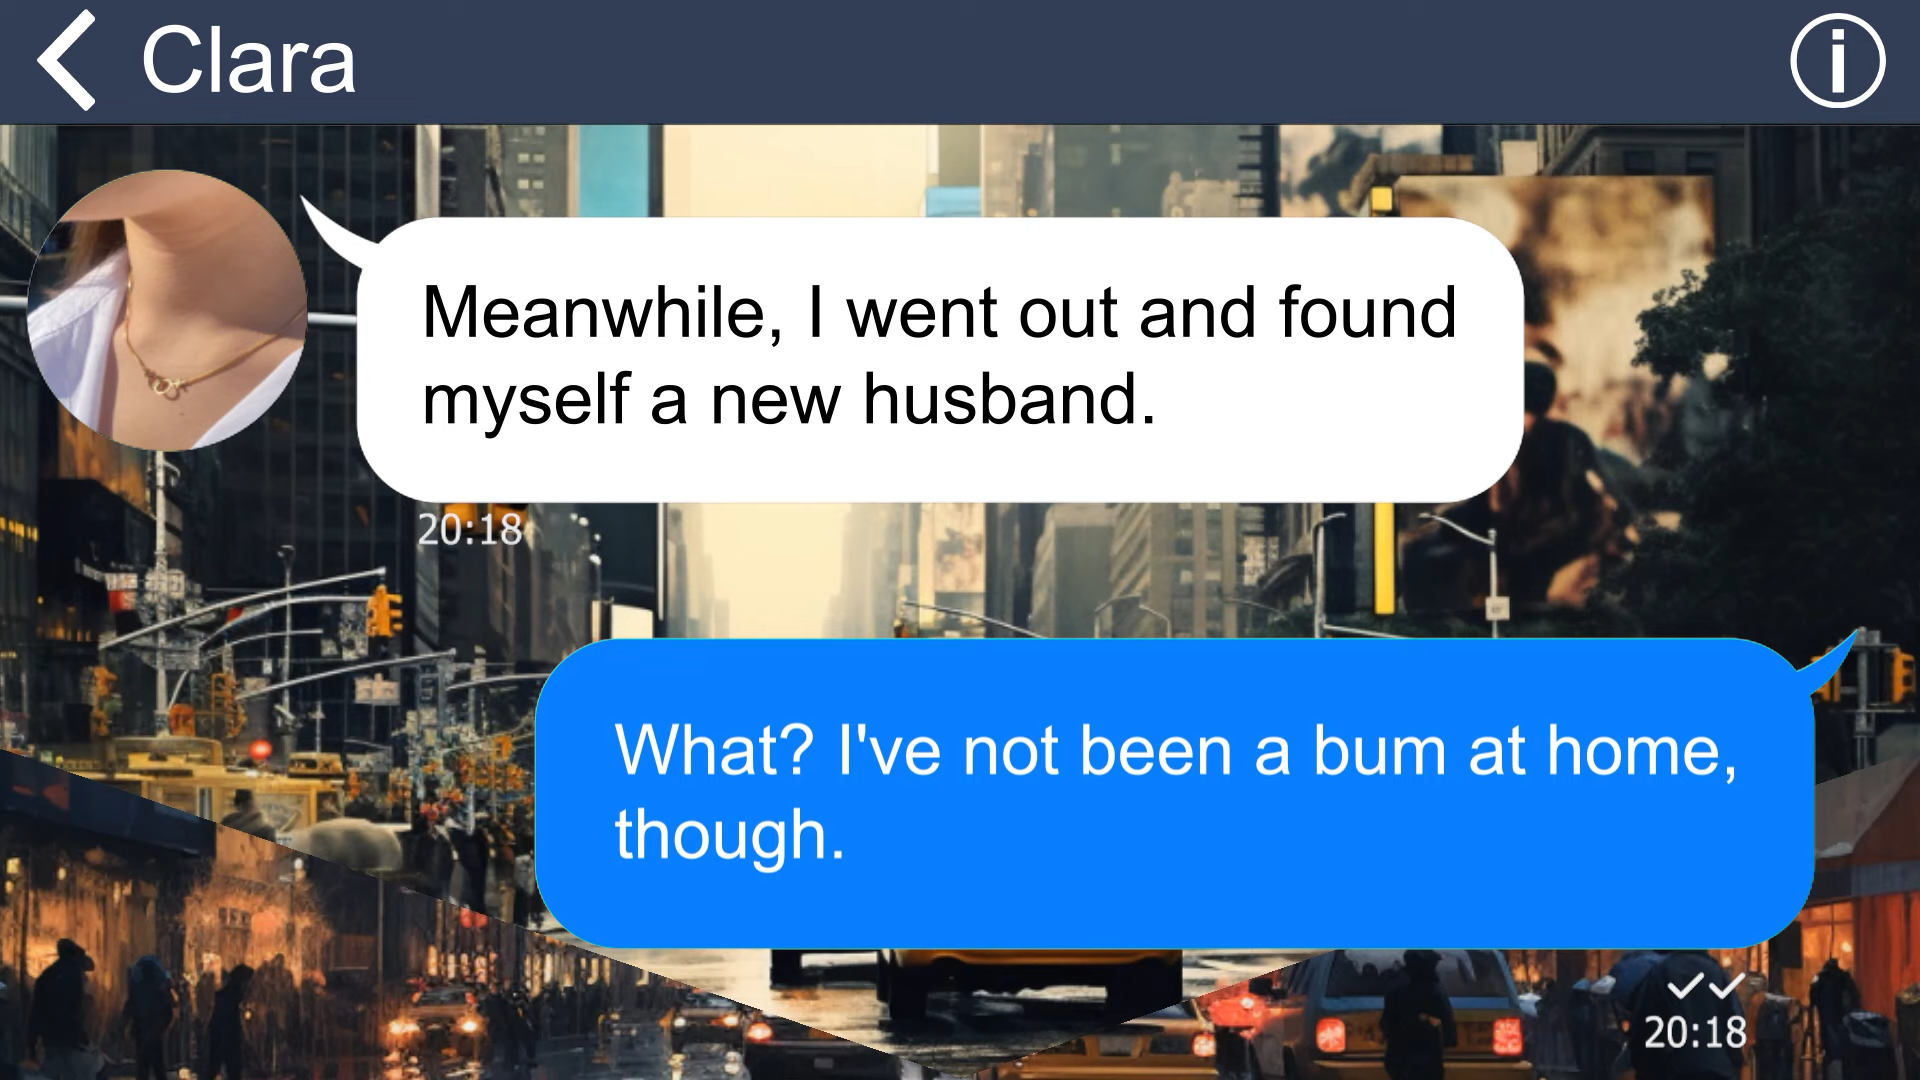 Clara
Meanwhile, I went out and found
myself a new husband.
20:18
What? I've not been a bum at home,
though.
20:18